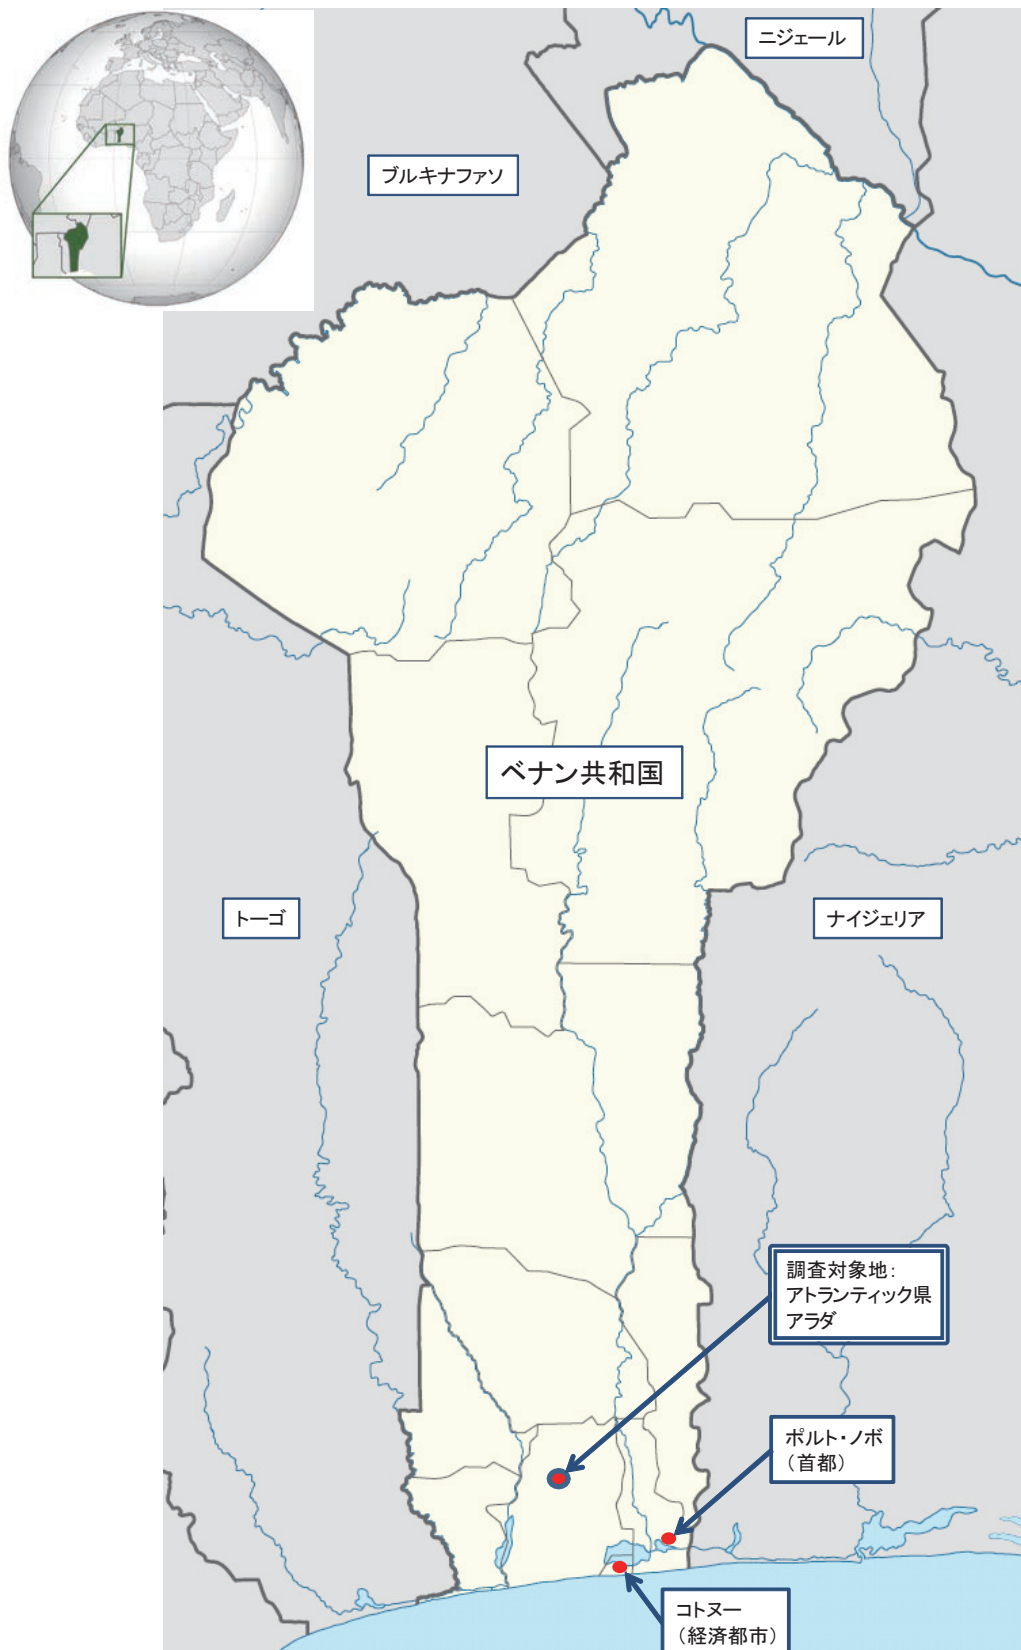 ニジェール
ブルキナファソ
ベナン共和国
トーゴ
ナイジェリア
調査対象地：
アトランティック県
アラダ
ポルト・ノボ
（首都）
コトヌー
（経済都市）